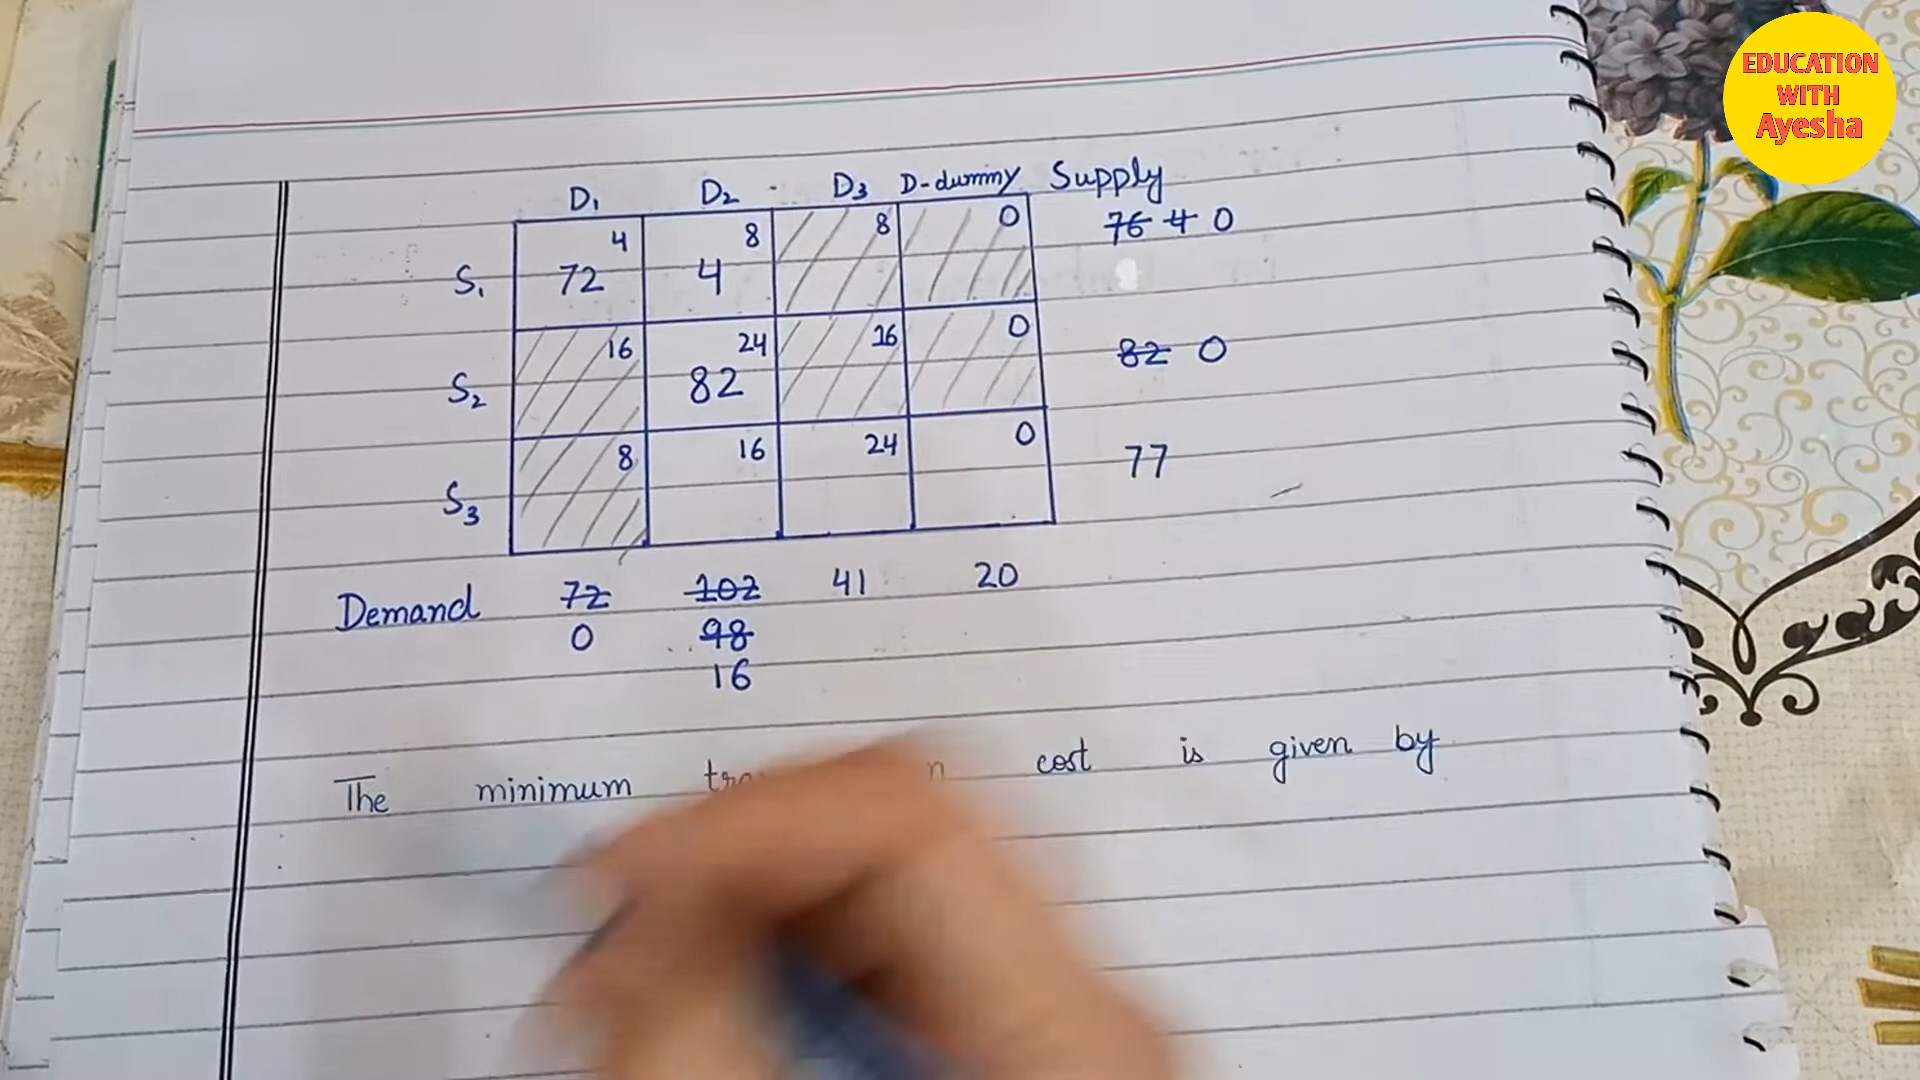 EDUCATION
WITH
Ayesha
D1 D2 D3 D-dummy Supply
4 8 8 0 76 4 0
S1 72 4
16 24 16 0 82 0
S2 82
8 16 24 0 77
S3
Demand 72 102 41 20
0 98
16
The minimum cost is given by